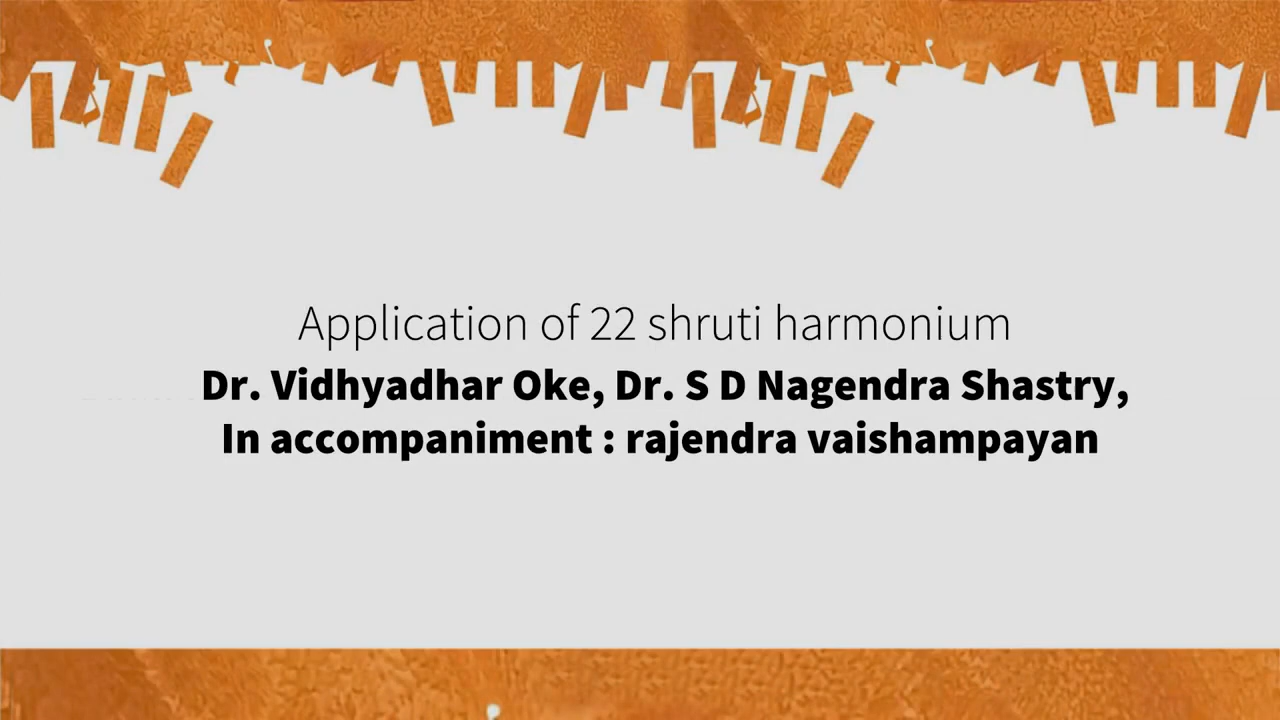 Application of 22 shruti harmonium
Dr. Vidhyadhar Oke, Dr. S D Nagendra Shastry,
In accompaniment : rajendra vaishampayan